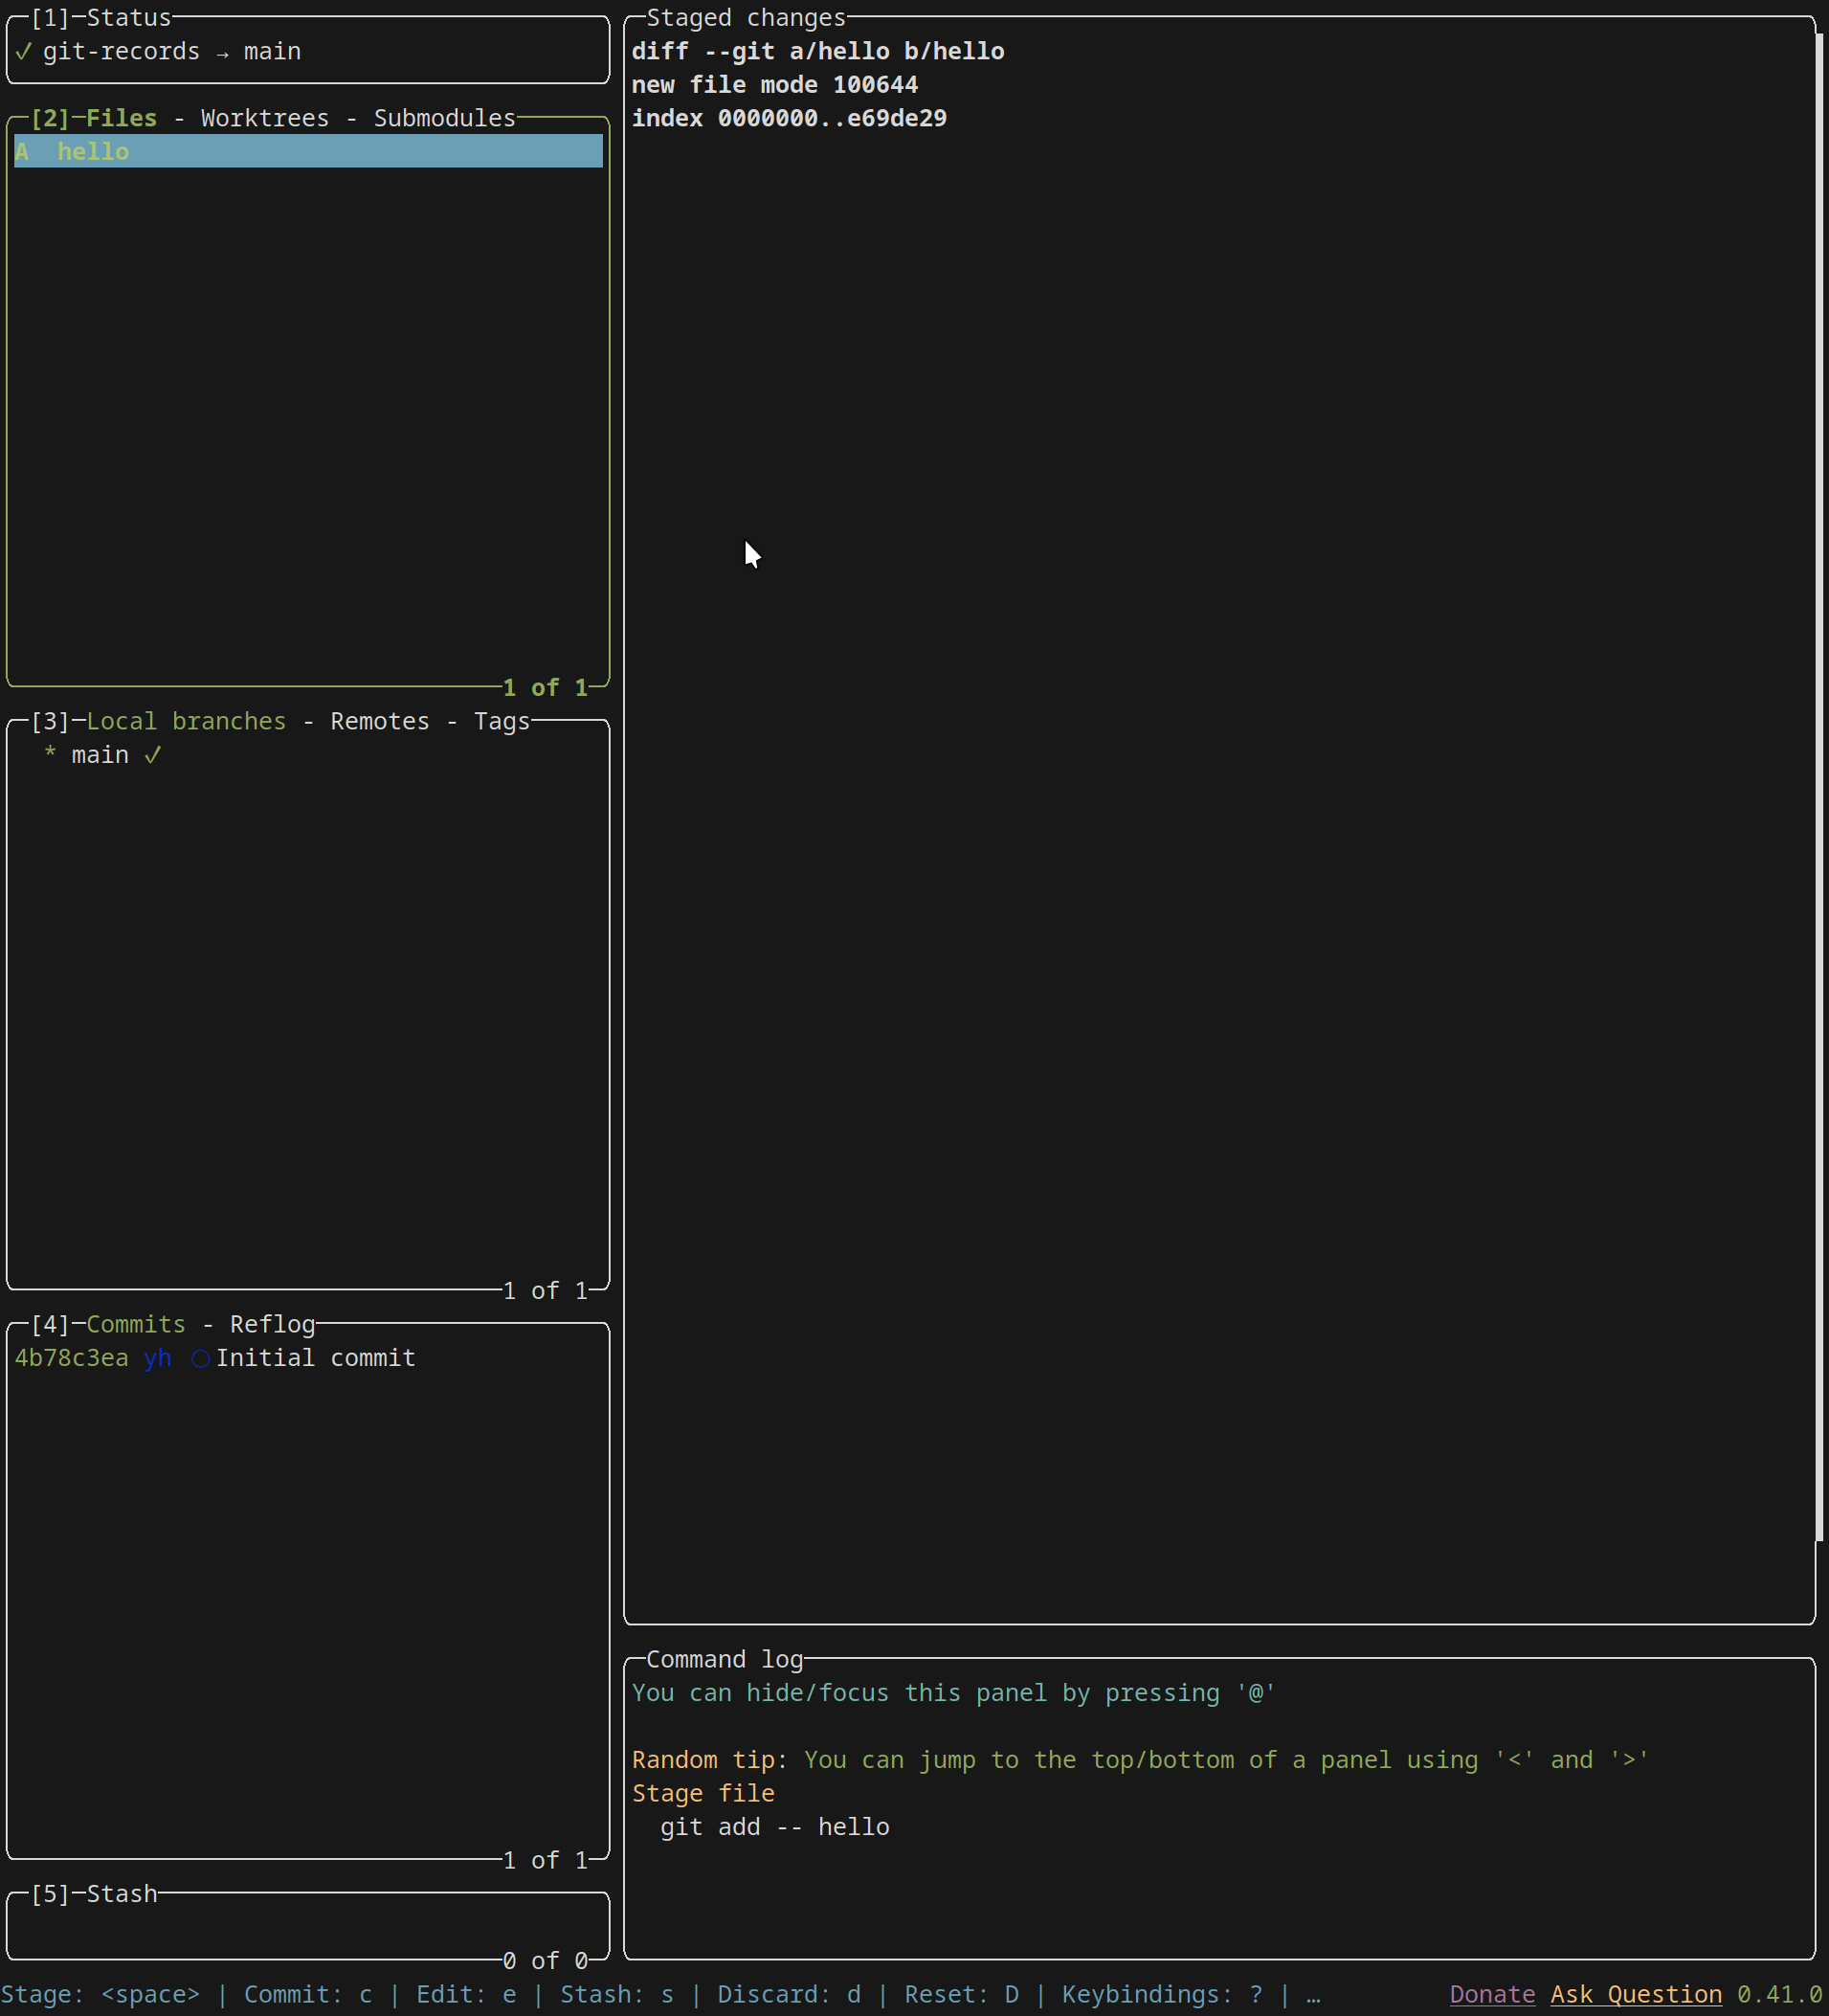 [1] Status
✓ git-records → main
[2] Files - Worktrees - Submodules
A  hello
1 of 1
[3] Local branches - Remotes - Tags
* main ✓
1 of 1
[4] Commits - Reflog
4b78c3ea yh ○ Initial commit
1 of 1
[5] Stash
0 of 0
Staged changes
diff --git a/hello b/hello
new file mode 100644
index 0000000..e69de29
Command log
You can hide/focus this panel by pressing '@'
Random tip: You can jump to the top/bottom of a panel using '<' and '>'
Stage file
  git add -- hello
Stage: <space> | Commit: c | Edit: e | Stash: s | Discard: d | Reset: D | Keybindings: ? | … Donate Ask Question 0.41.0